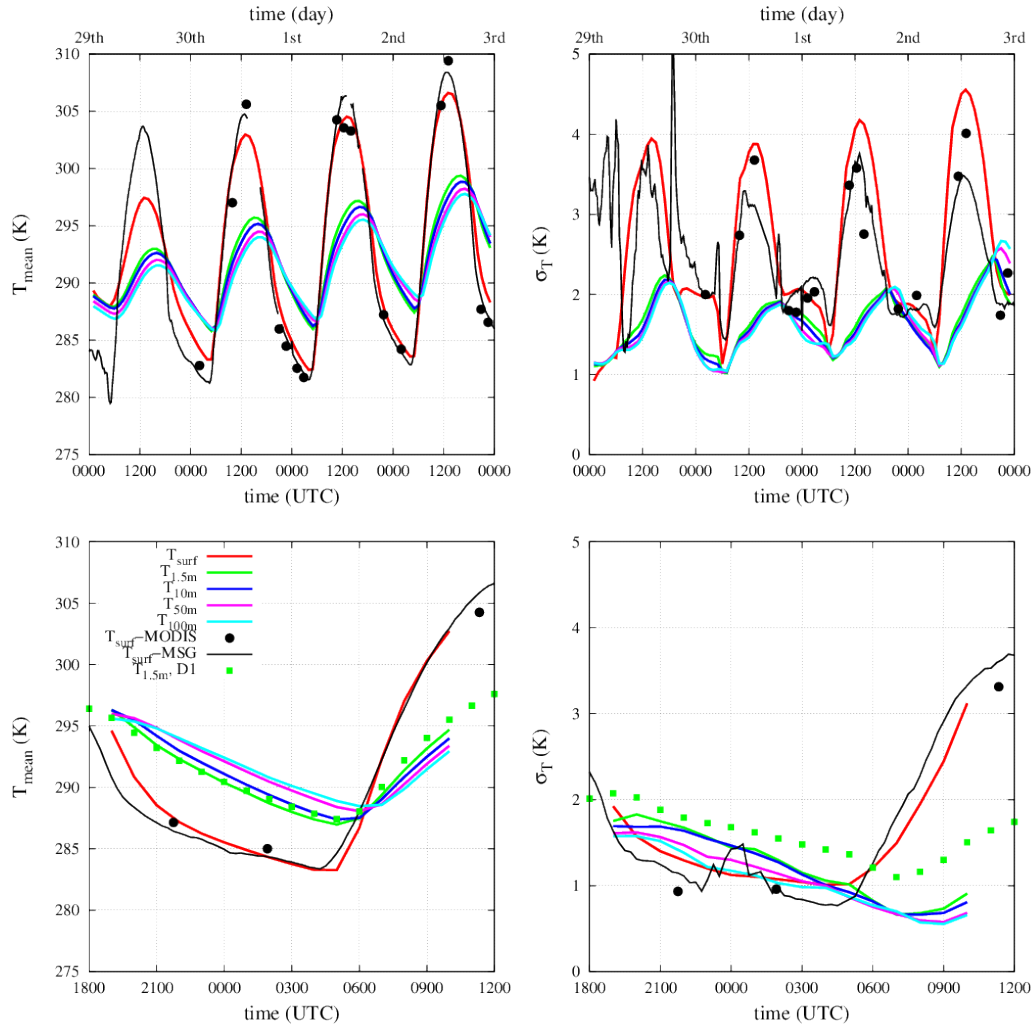 time (day)
29th 30th 1st 2nd 3rd
310
305
300
295
290
285
280
275
T_mean (K)
0000 1200 0000 1200 0000 1200 0000 1200 0000
time (UTC)
time (day)
29th 30th 1st 2nd 3rd
5
4
3
2
1
0
σ_T (K)
0000 1200 0000 1200 0000 1200 0000 1200 0000
time (UTC)
310
305
300
295
290
285
280
275
T_mean (K)
T_surf
T_1.5m
T_10m
T_50m
T_100m
T_surf−MODIS
T_surf−MSG
T_1.5m, D1
1800 2100 0000 0300 0600 0900 1200
time (UTC)
5
4
3
2
1
0
σ_T (K)
1800 2100 0000 0300 0600 0900 1200
time (UTC)